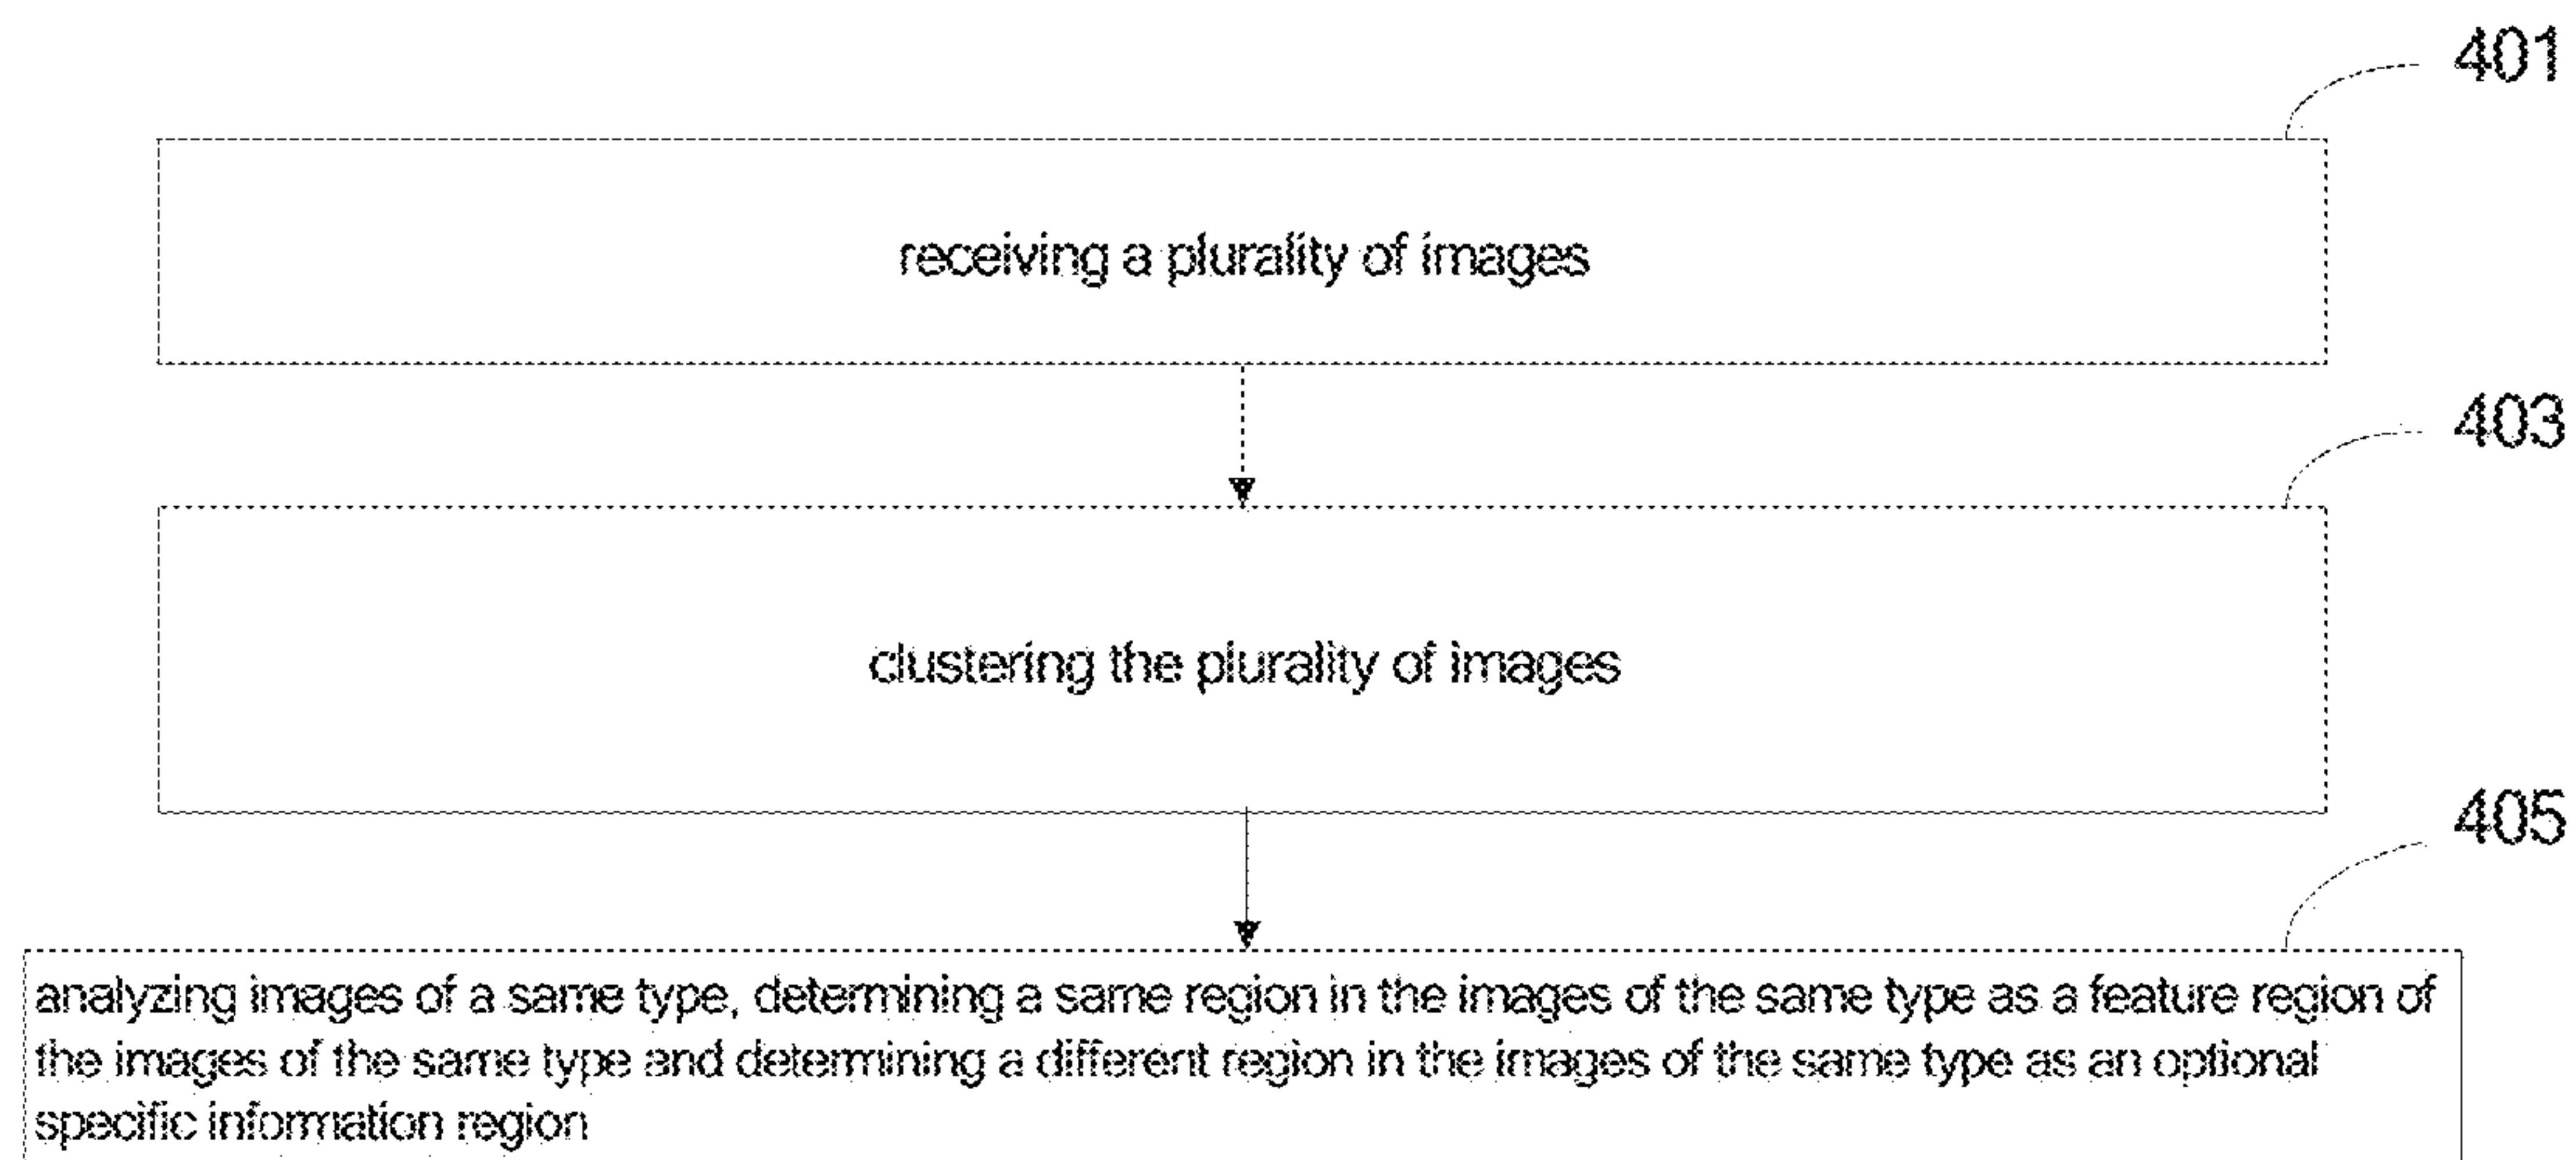 401
receiving a plurality of images
403
clustering the plurality of images
405
analyzing images of a same type, determining a same region in the images of the same type as a feature region of
the images of the same type and determining a different region in the images of the same type as an optional
specific information region